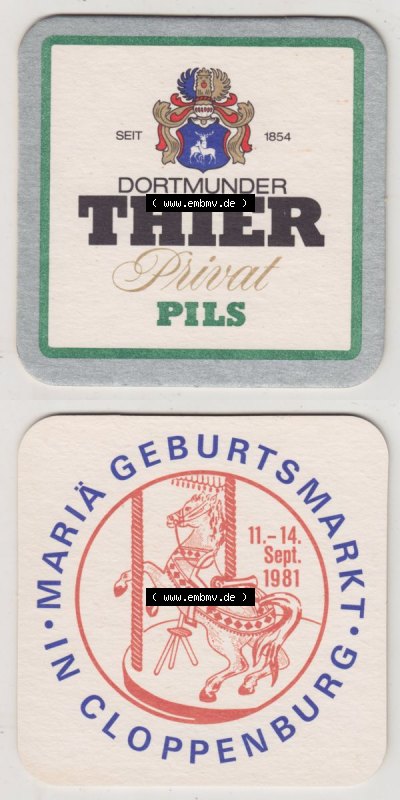 SEIT 1854
DORTMUNDER
THIER
( www.embmv.de )
Privat
PILS
MARIÄ GEBURTSMARKT
· IN CLOPPENBURG ·
11.–14.
Sept.
1981
( www.embmv.de )